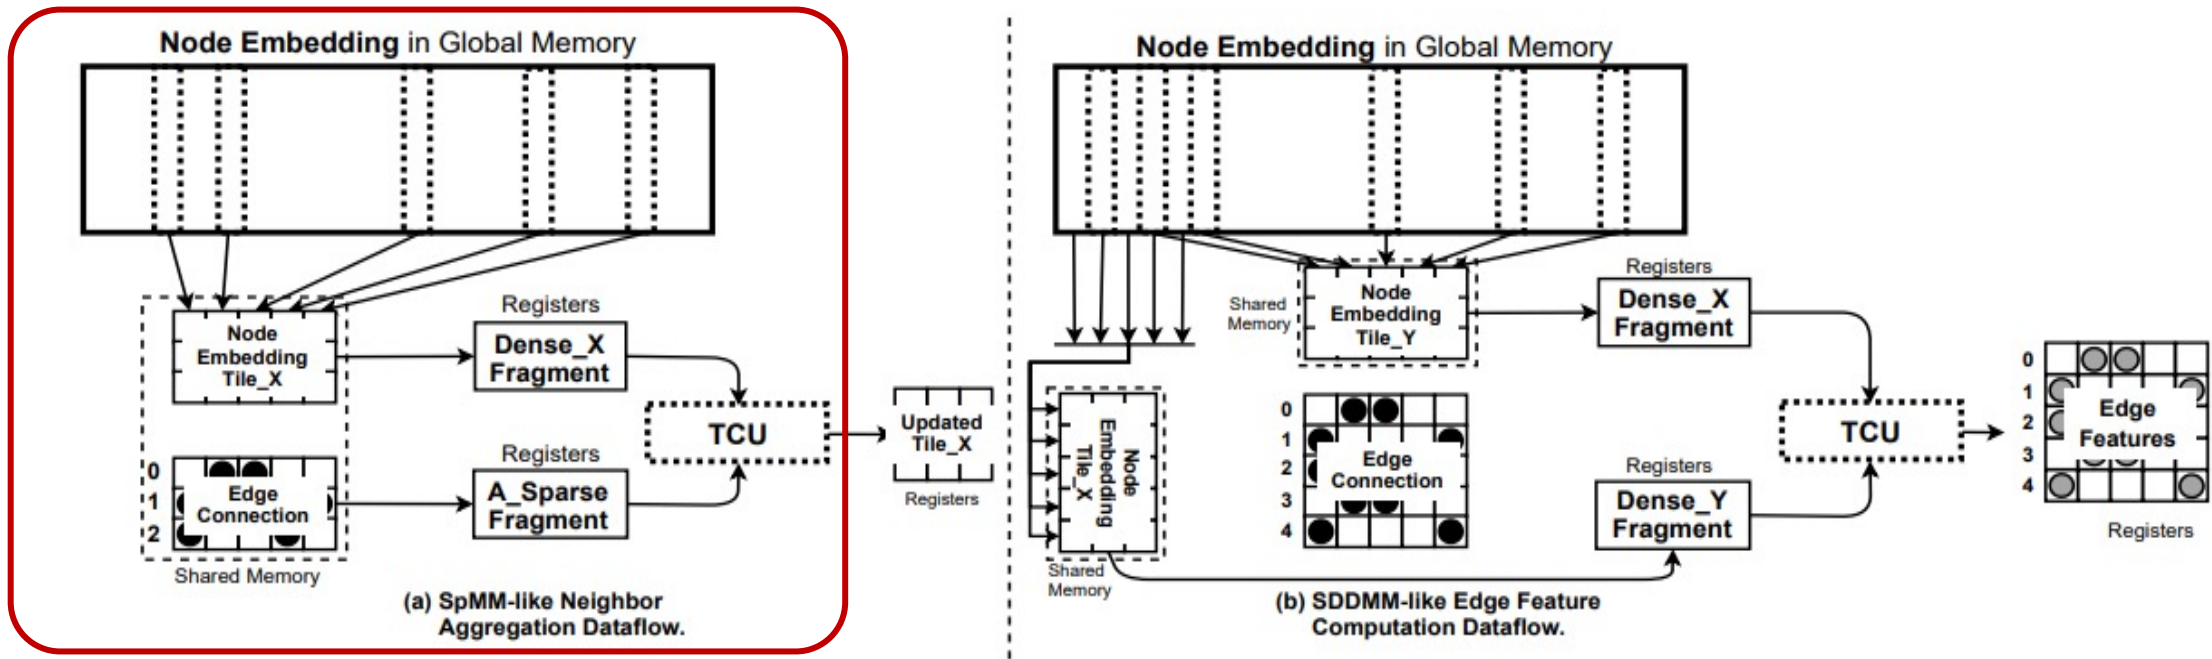 Node Embedding in Global Memory
Node
Embedding
Tile_X
Registers
Dense_X
Fragment
0
1
2
Edge
Connection
Shared Memory
Registers
A_Sparse
Fragment
TCU
Updated
Tile_X
Registers
(a) SpMM-like Neighbor
Aggregation Dataflow.
Node Embedding in Global Memory
Shared
Memory
Node
Embedding
Tile_Y
Registers
Dense_X
Fragment
Node
Embedding
Tile_X
Shared
Memory
0
1
2
3
4
Edge
Connection
Registers
Dense_Y
Fragment
TCU
0
1
2
3
4
Edge
Features
Registers
(b) SDDMM-like Edge Feature
Computation Dataflow.